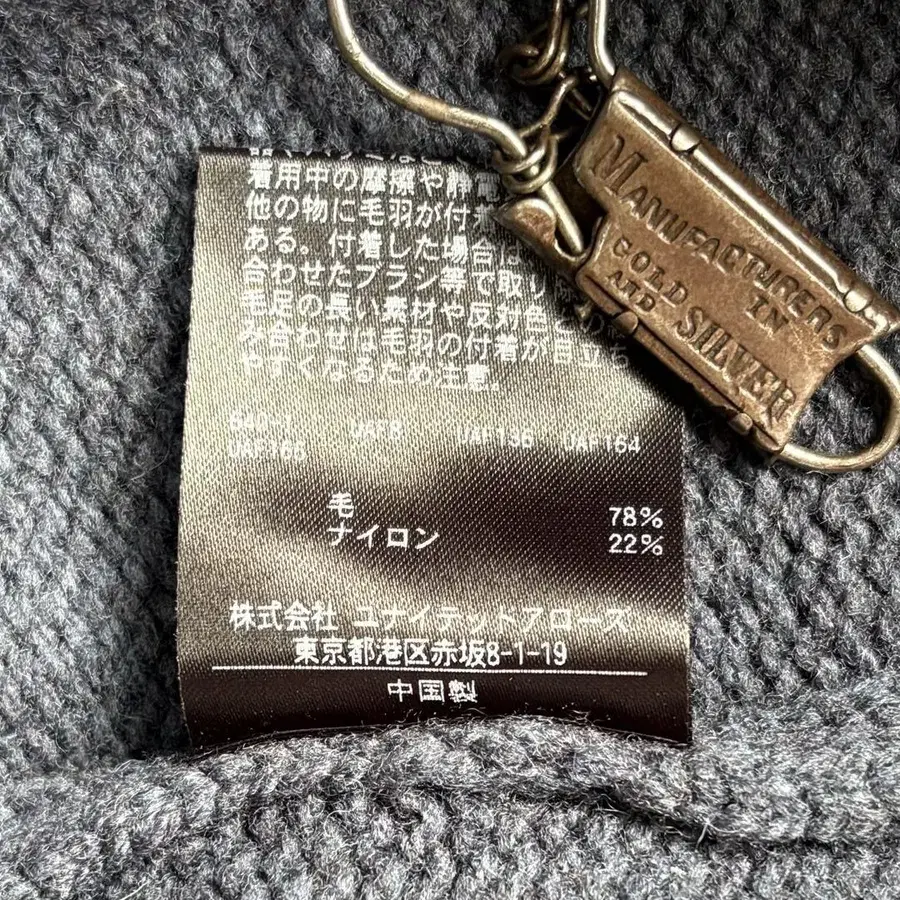 着用中の摩擦や静電
他の物に毛羽が付着
ある。付着した場合は
合わせたブラシ等で取り
毛足の長い素材や反対色
み合わせは毛羽の付着が目立ち
やすくなるため注意。
UAF8 UAF136 UAF164
UAF165
毛 78%
ナイロン 22%
株式会社 ユナイテッドアローズ
東京都港区赤坂8-1-19
中国製
MANUFACTURERS
IN
GOLD
AND SILVER